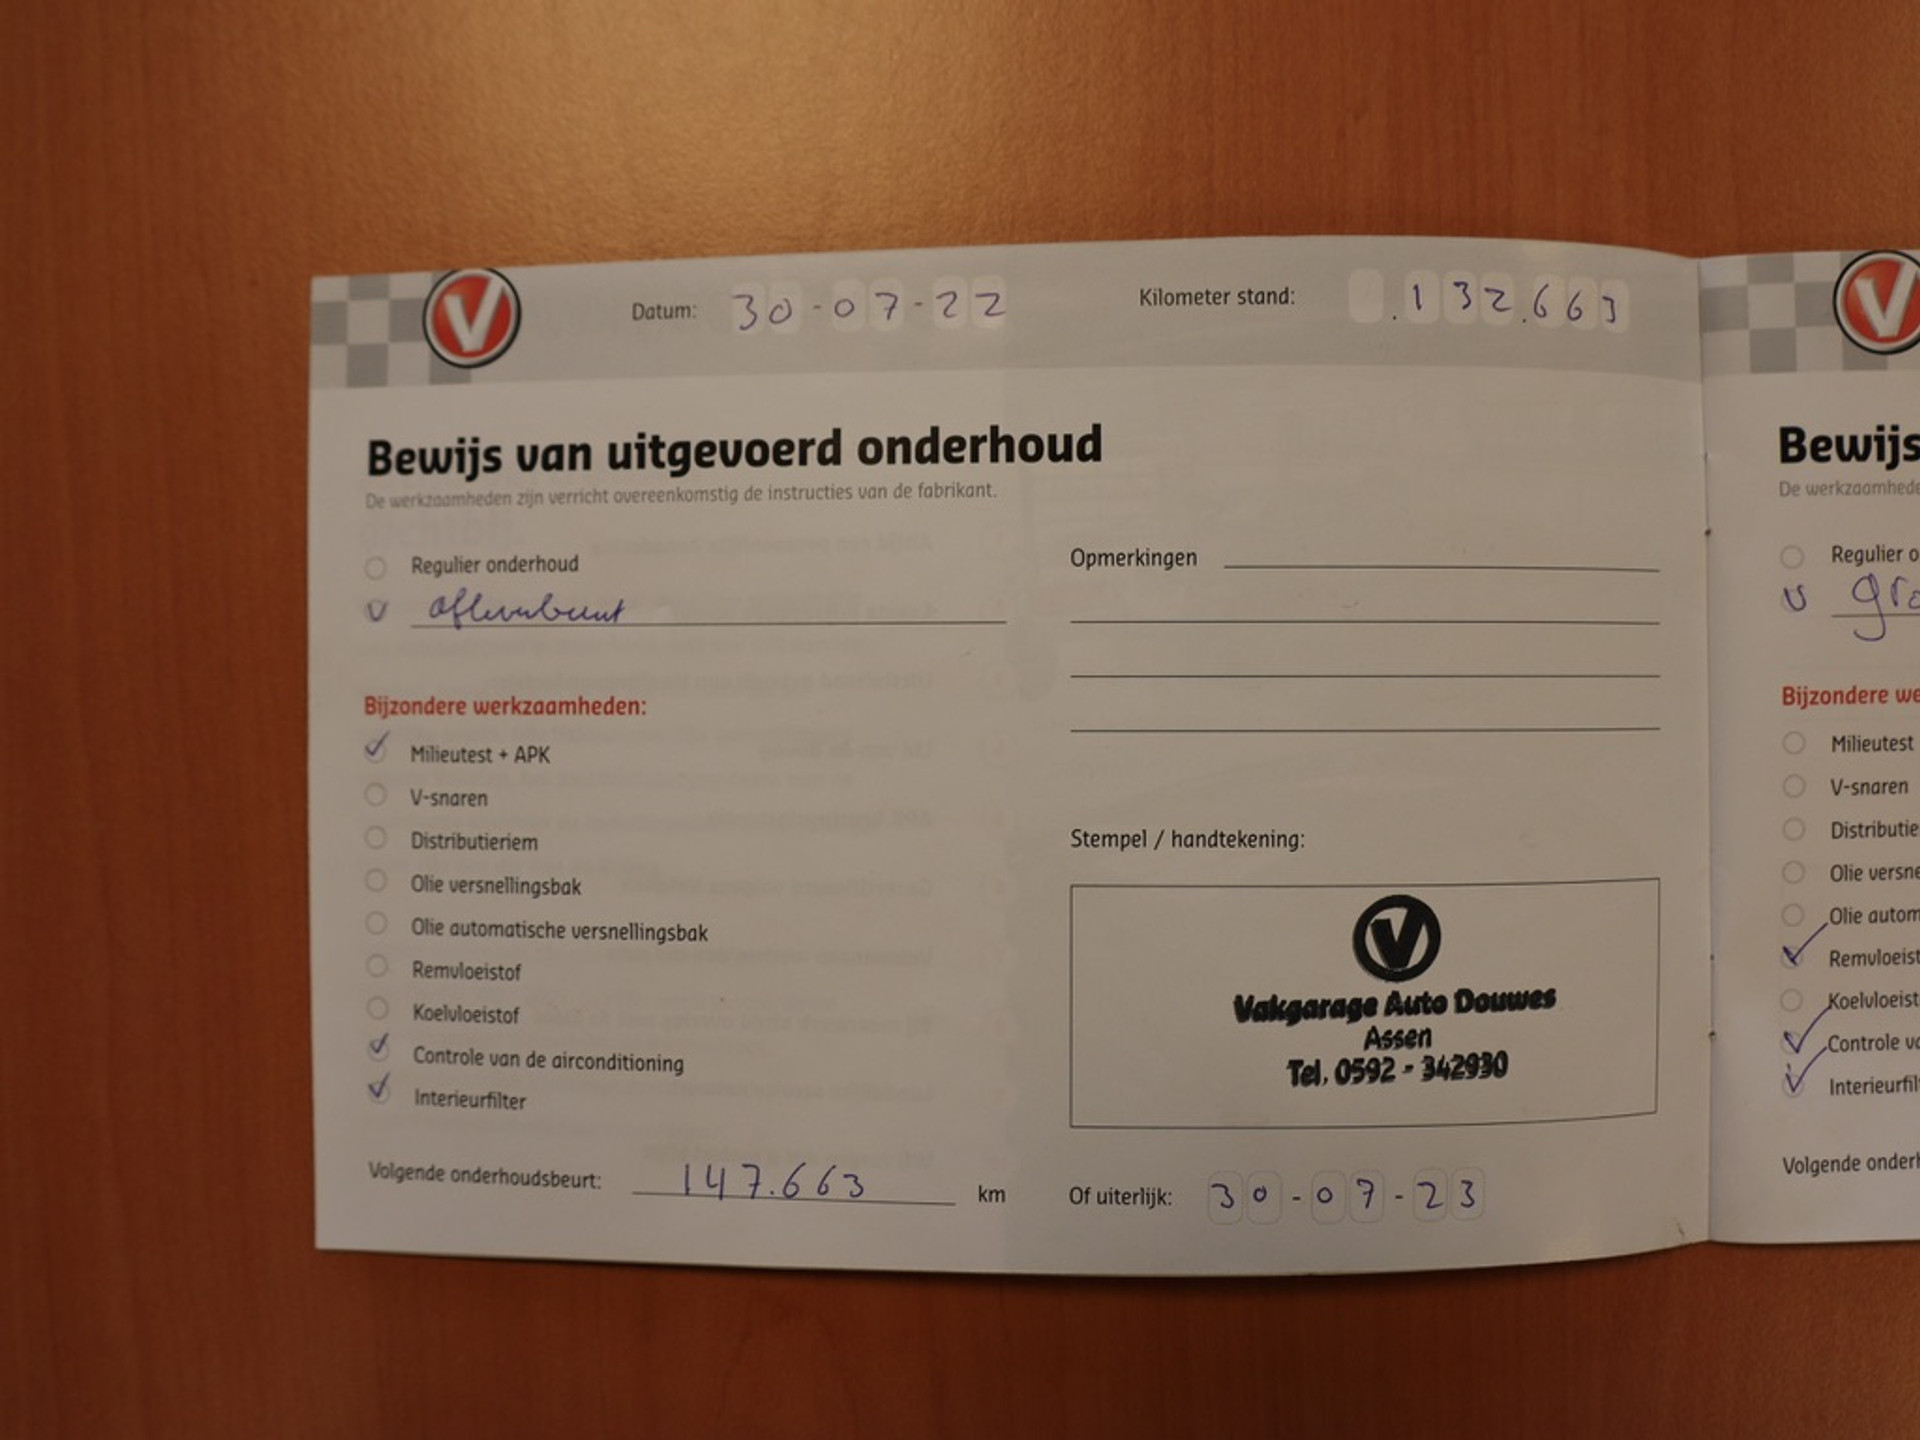 Datum: 30-07-22 Kilometer stand: .132.663
Bewijs van uitgevoerd onderhoud
De werkzaamheden zijn verricht overeenkomstig de instructies van de fabrikant.
Regulier onderhoud
V afleverbeurt
Opmerkingen
Bijzondere werkzaamheden:
Milieutest + APK
V-snaren
Distributieriem
Olie versnellingsbak
Olie automatische versnellingsbak
Remvloeistof
Koelvloeistof
Controle van de airconditioning
Interieurfilter
Stempel / handtekening:
V
Vakgarage Auto Douwes
Assen
Tel. 0592 - 342930
Volgende onderhoudsbeurt: 147.663 km
Of uiterlijk: 30-07-23
Bewijs
De werkzaamhede
Regulier o
V gro
Bijzondere we
Milieutest
V-snaren
Distributie
Olie versne
Olie autom
Remvloeist
Koelvloeist
Controle va
Interieurfil
Volgende onderh